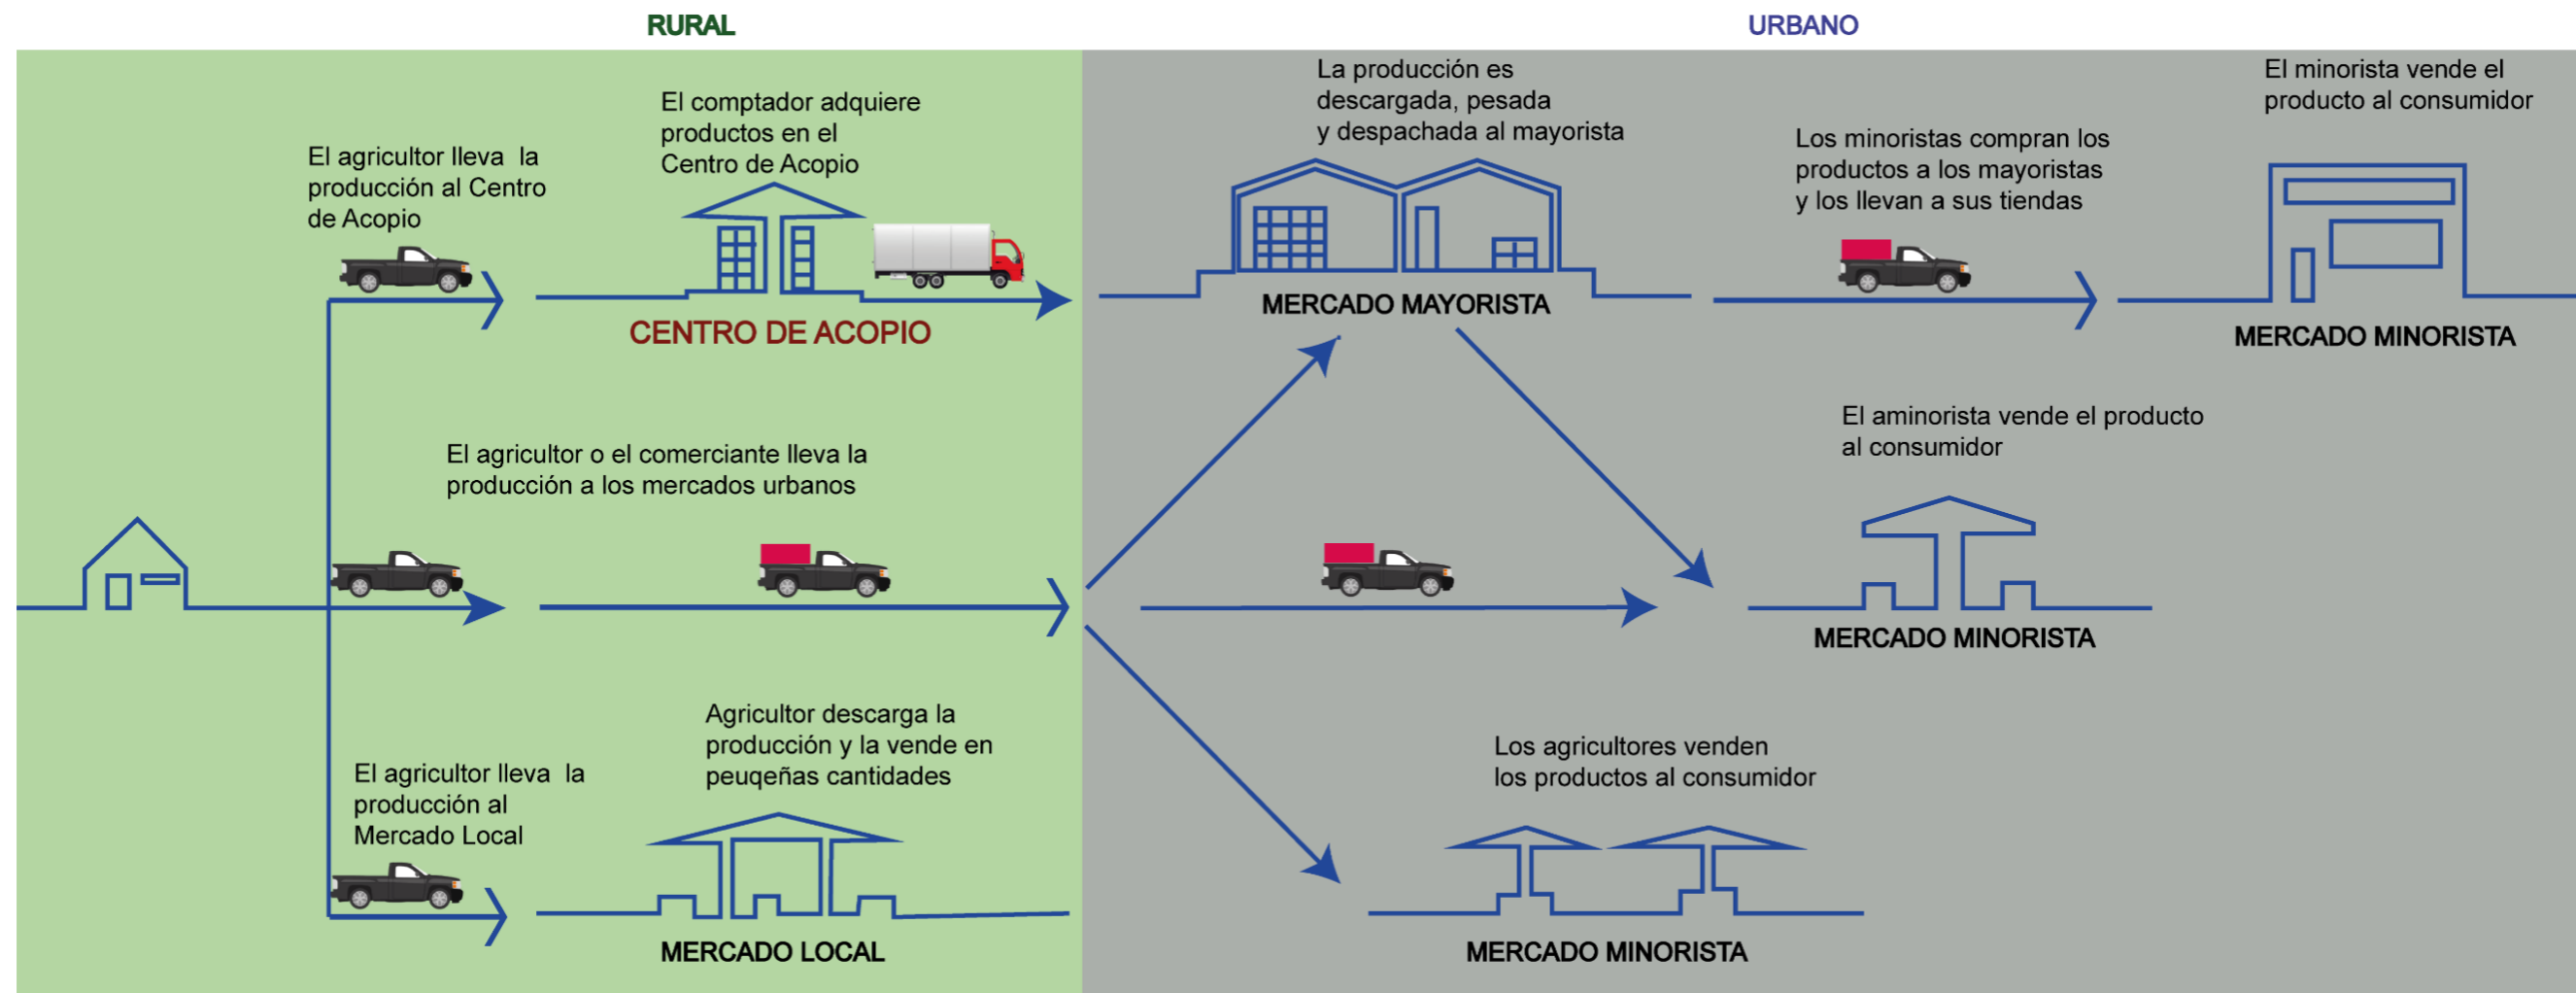 RURAL
URBANO
El agricultor lleva  la
producción al Centro
de Acopio
El comptador adquiere
productos en el
Centro de Acopio
CENTRO DE ACOPIO
La producción es
descargada, pesada
y despachada al mayorista
MERCADO MAYORISTA
Los minoristas compran los
productos a los mayoristas
y los llevan a sus tiendas
El minorista vende el
producto al consumidor
MERCADO MINORISTA
El agricultor o el comerciante lleva la
producción a los mercados urbanos
El aminorista vende el producto
al consumidor
MERCADO MINORISTA
El agricultor lleva  la
producción al
Mercado Local
Agricultor descarga la
producción y la vende en
peuqeñas cantidades
MERCADO LOCAL
Los agricultores venden
los productos al consumidor
MERCADO MINORISTA